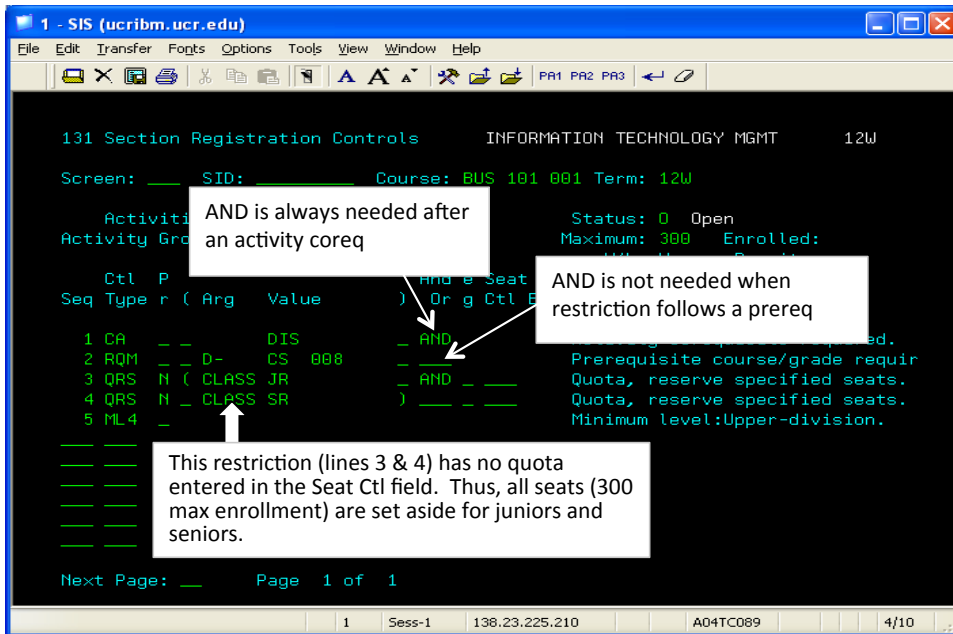 1 - SIS (ucribm.ucr.edu)
File Edit Transfer Fonts Options Tools View Window Help
PA1 PA2 PA3
131 Section Registration Controls INFORMATION TECHNOLOGY MGMT 12W
Screen: ___ SID: _________ Course: BUS 101 001 Term: 12W
AND is always needed after
an activity coreq
Status: O Open
Maximum: 300 Enrolled:
AND is not needed when
restriction follows a prereq
Ctl P And e Seat
Seq Type r ( Arg Value ) Or g Ctl
1 CA _ _ DIS _ AND
2 RQM _ _ D- CS 008 _ ___ Prerequisite course/grade requir
3 QRS N ( CLASS JR _ AND _ ___ Quota, reserve specified seats.
4 QRS N _ CLASS SR ) ___ _ ___ Quota, reserve specified seats.
5 ML4 _ Minimum level:Upper-division.
This restriction (lines 3 & 4) has no quota
entered in the Seat Ctl field. Thus, all seats (300
max enrollment) are set aside for juniors and
seniors.
Next Page: __ Page 1 of 1
1 Sess-1 138.23.225.210 A04TC089 4/10